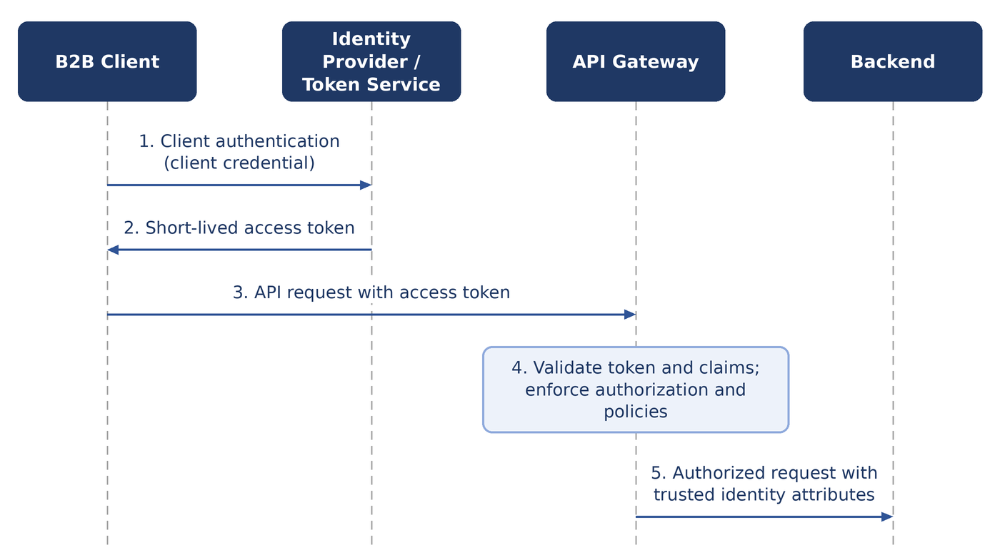 B2B Client
Identity
Provider /
Token Service
API Gateway
Backend
1. Client authentication
(client credential)
2. Short-lived access token
3. API request with access token
4. Validate token and claims;
enforce authorization and
policies
5. Authorized request with
trusted identity attributes